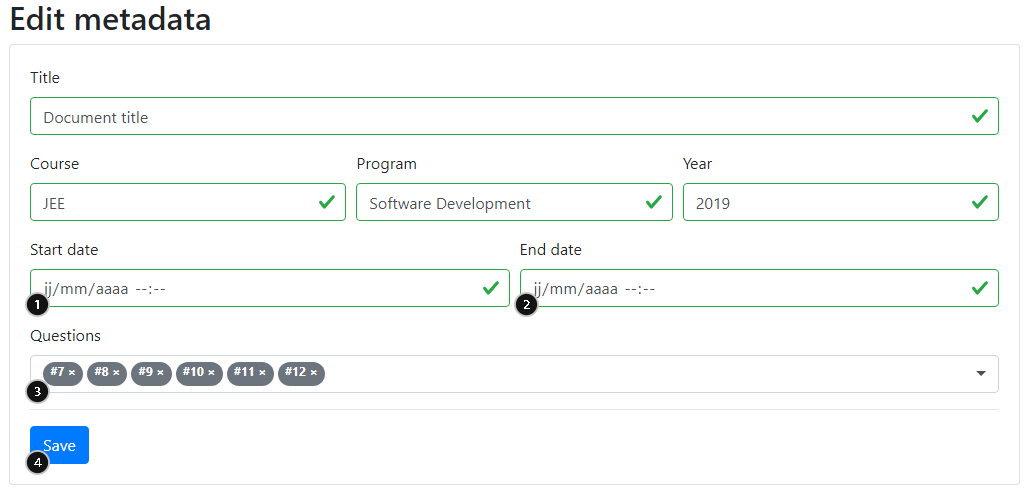 Edit metadata
Title
Document title
Course Program Year
JEE Software Development 2019
Start date End date
jj/mm/aaaa --:-- jj/mm/aaaa --:--
1 2
Questions
#7 × #8 × #9 × #10 × #11 × #12 ×
3
Save
4